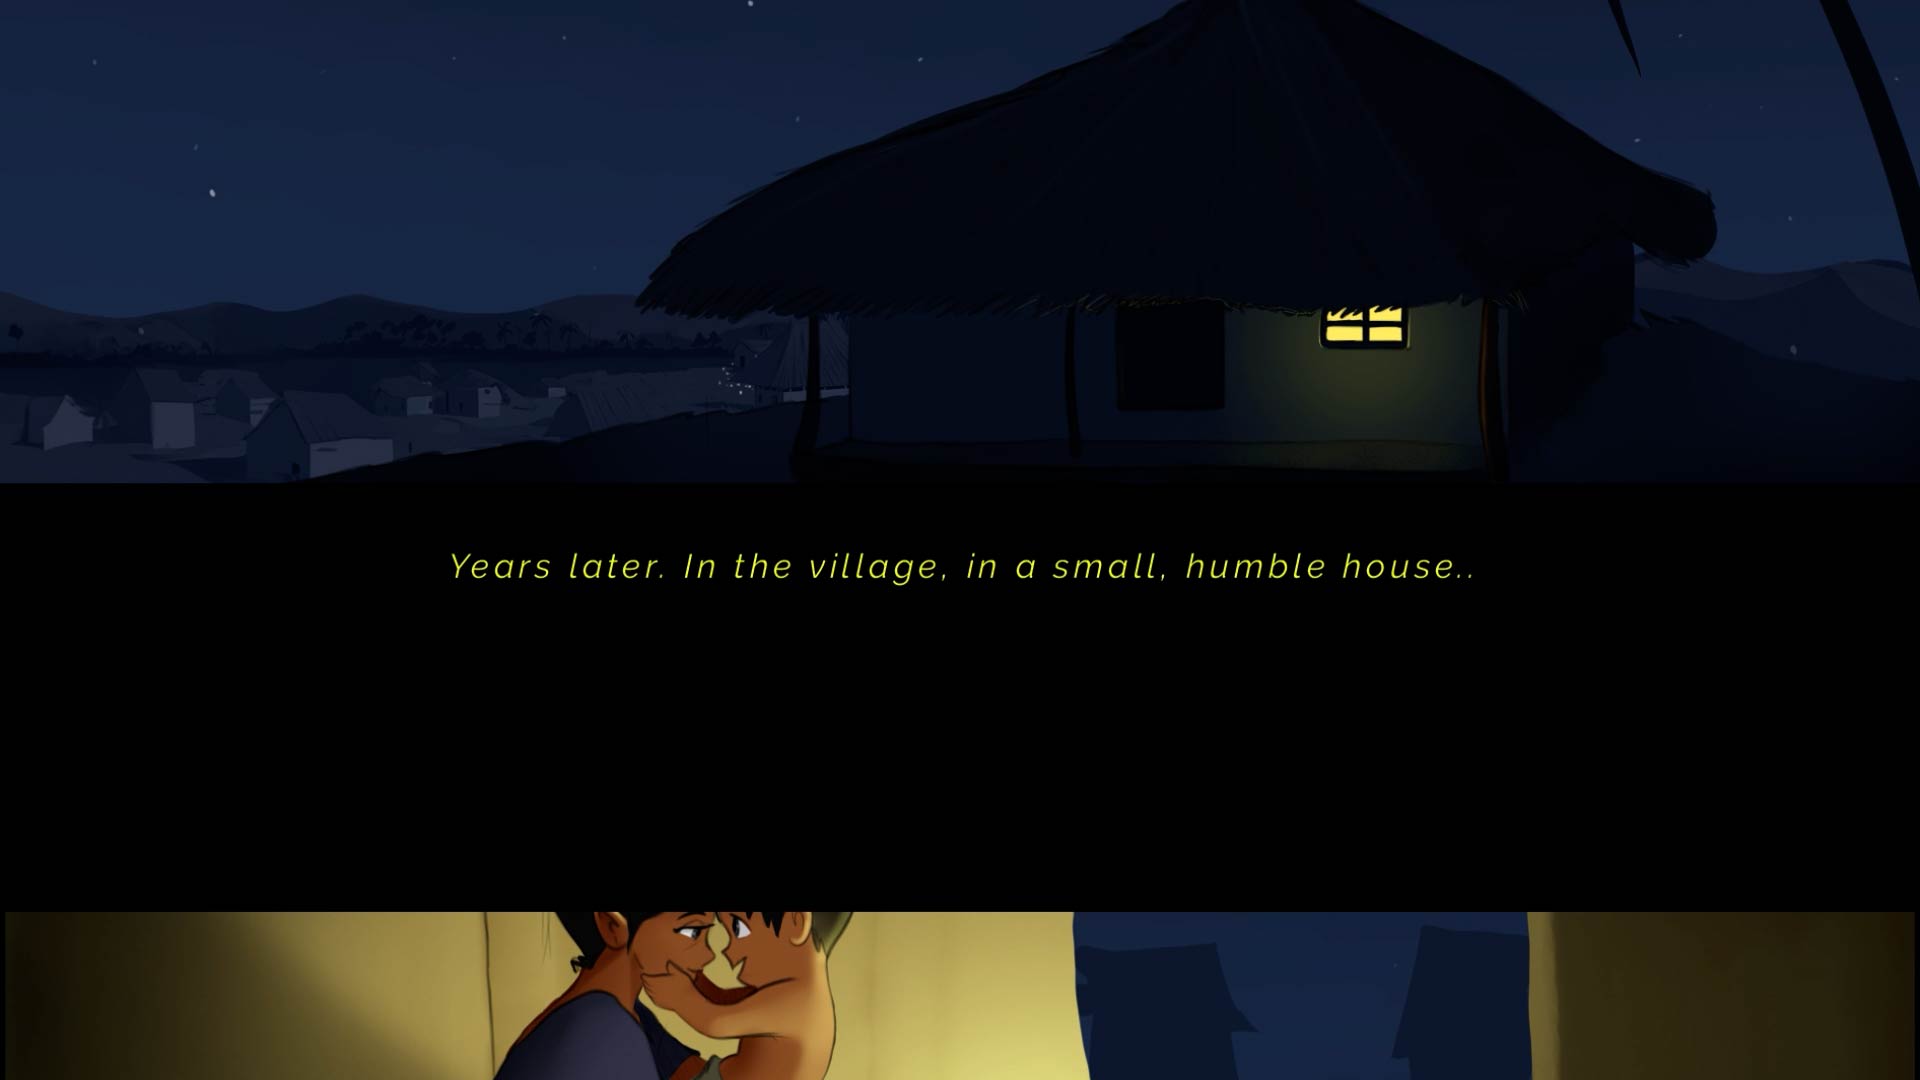 Years later. In the village, in a small, humble house..